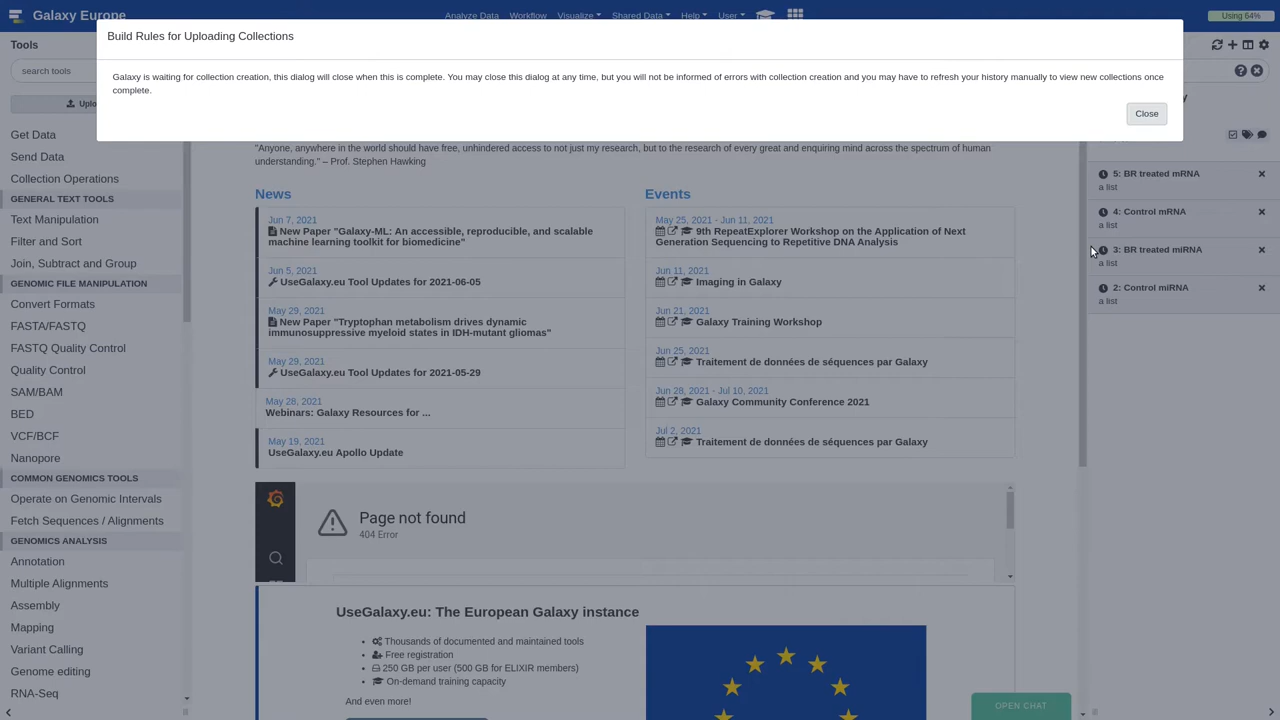 Galaxy Europe
Analyze Data Workflow Visualize Shared Data Help User
Using 64%
Build Rules for Uploading Collections
Galaxy is waiting for collection creation, this dialog will close when this is complete. You may close this dialog at any time, but you will not be informed of errors with collection creation and you may have to refresh your history manually to view new collections once
complete.
Close
Tools
search tools
Get Data
Send Data
Collection Operations
GENERAL TEXT TOOLS
Text Manipulation
Filter and Sort
Join, Subtract and Group
GENOMIC FILE MANIPULATION
Convert Formats
FASTA/FASTQ
FASTQ Quality Control
Quality Control
SAM/BAM
BED
VCF/BCF
Nanopore
COMMON GENOMICS TOOLS
Operate on Genomic Intervals
Fetch Sequences / Alignments
GENOMICS ANALYSIS
Annotation
Multiple Alignments
Assembly
Mapping
Variant Calling
Genome editing
RNA-Seq
"Anyone, anywhere in the world should have free, unhindered access to not just my research, but to the research of every great and enquiring mind across the spectrum of human
understanding." – Prof. Stephen Hawking
News
Jun 7, 2021
New Paper "Galaxy-ML: An accessible, reproducible, and scalable
machine learning toolkit for biomedicine"
Jun 5, 2021
UseGalaxy.eu Tool Updates for 2021-06-05
May 29, 2021
New Paper "Tryptophan metabolism drives dynamic
immunosuppressive myeloid states in IDH-mutant gliomas"
May 29, 2021
UseGalaxy.eu Tool Updates for 2021-05-29
May 28, 2021
Webinars: Galaxy Resources for ...
May 19, 2021
UseGalaxy.eu Apollo Update
Events
May 25, 2021 - Jun 11, 2021
9th RepeatExplorer Workshop on the Application of Next
Generation Sequencing to Repetitive DNA Analysis
Jun 11, 2021
Imaging in Galaxy
Jun 21, 2021
Galaxy Training Workshop
Jun 25, 2021
Traitement de données de séquences par Galaxy
Jun 28, 2021 - Jul 10, 2021
Galaxy Community Conference 2021
Jul 2, 2021
Traitement de données de séquences par Galaxy
Page not found
404 Error
UseGalaxy.eu: The European Galaxy instance
Thousands of documented and maintained tools
Free registration
250 GB per user (500 GB for ELIXIR members)
On-demand training capacity
And even more!
5: BR treated mRNA
a list
4: Control mRNA
a list
3: BR treated miRNA
a list
2: Control miRNA
a list
OPEN CHAT